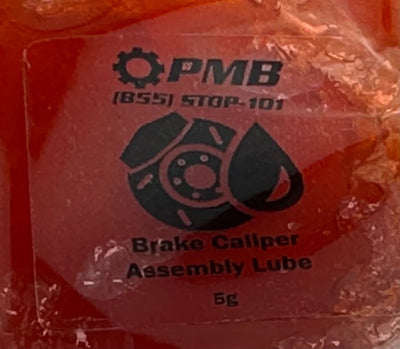 PMB
(855) STOP-101
Brake Caliper
Assembly Lube
5g